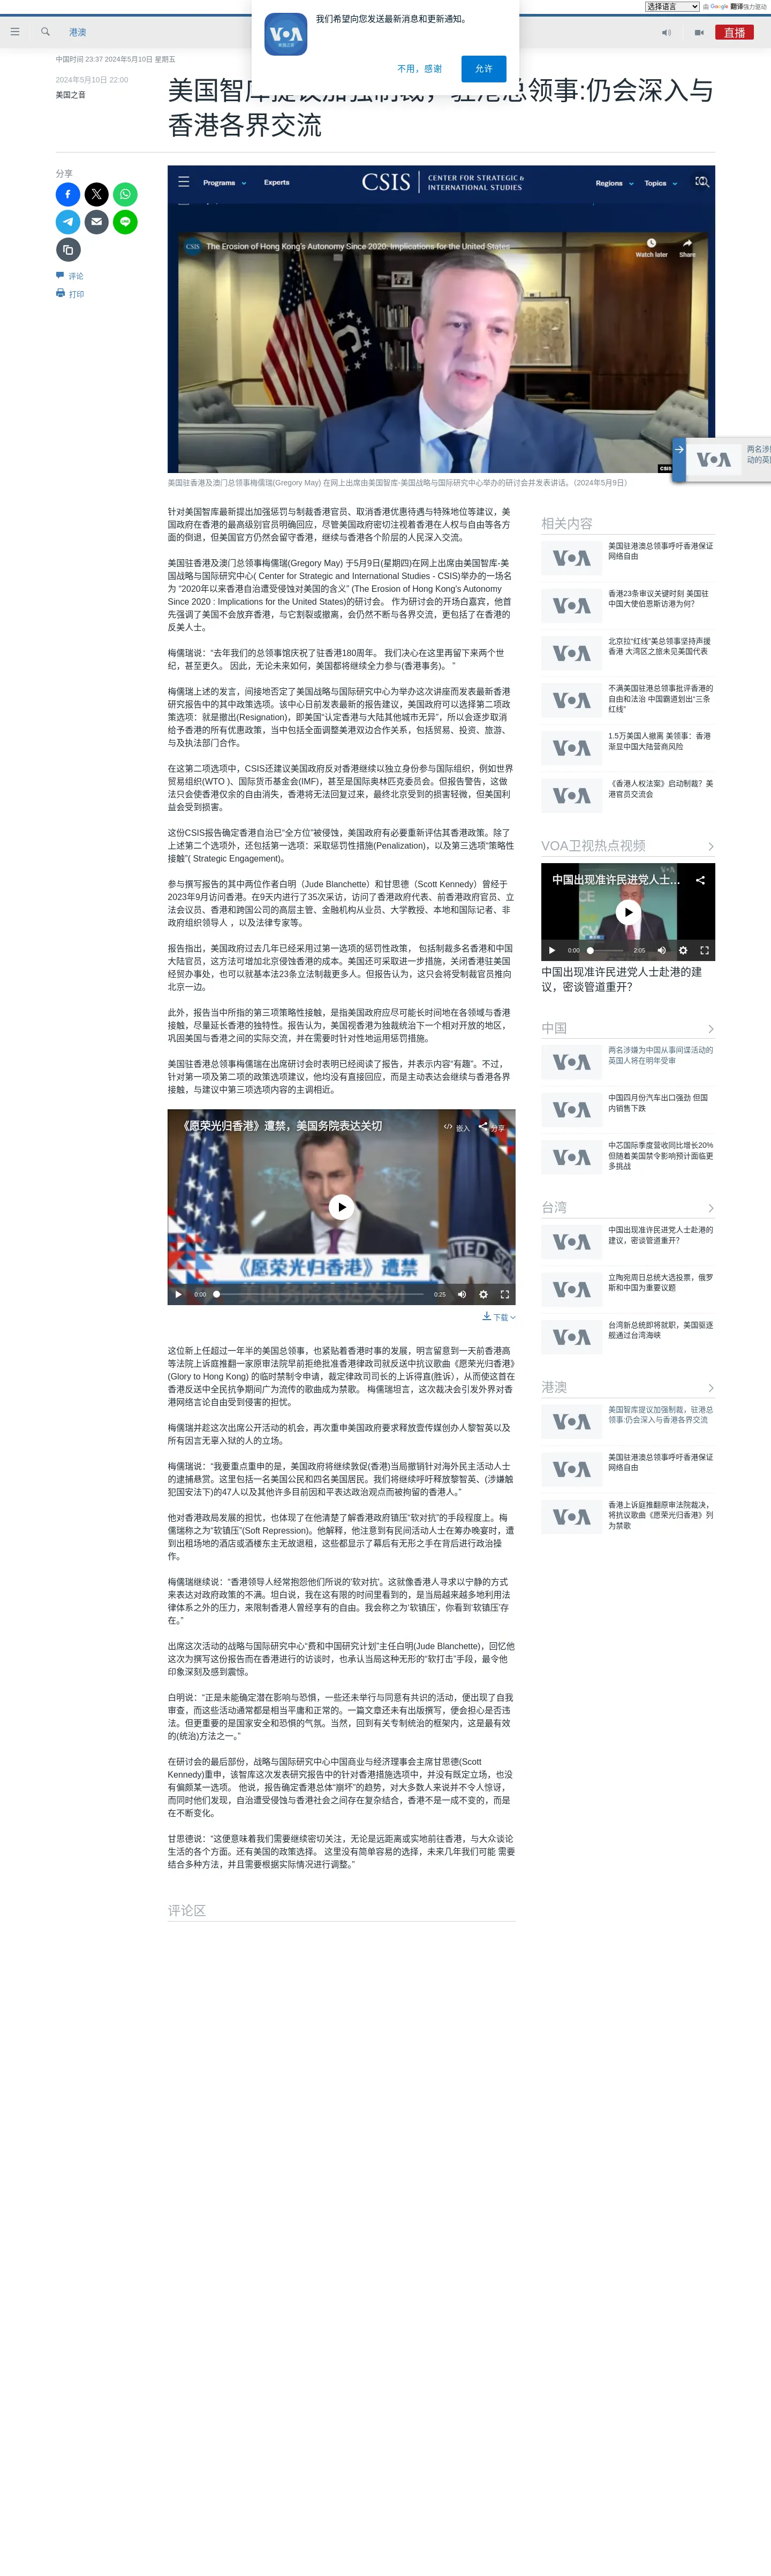 选择语言
由 Google 翻译强力驱动
我们希望向您发送最新消息和更新通知。
VOA
美国之音
不用，感谢
允许
港澳
直播
中国时间 23:37 2024年5月10日 星期五
2024年5月10日 22:00
美国之音
美国智库提议加强制裁，驻港总领事:仍会深入与
香港各界交流
分享
评论
打印
Programs
Experts
CSIS
CENTER FOR STRATEGIC &
INTERNATIONAL STUDIES
Regions
Topics
CSIS
The Erosion of Hong Kong's Autonomy Since 2020: Implications for the United States
Watch later
Share
CSIS
美国驻香港及澳门总领事梅儒瑞(Gregory May) 在网上出席由美国智库-美国战略与国际研究中心举办的研讨会并发表讲话。（2024年5月9日）
VOA
两名涉
动的英
针对美国智库最新提出加强惩罚与制裁香港官员、取消香港优惠待遇与特殊地位等建议，美
国政府在香港的最高级别官员明确回应，尽管美国政府密切注视着香港在人权与自由等各方
面的倒退，但美国官方仍然会留守香港，继续与香港各个阶层的人民深入交流。
美国驻香港及澳门总领事梅儒瑞(Gregory May) 于5月9日(星期四)在网上出席由美国智库-美
国战略与国际研究中心( Center for Strategic and International Studies - CSIS)举办的一场名
为 “2020年以来香港自治遭受侵蚀对美国的含义” (The Erosion of Hong Kong's Autonomy
Since 2020 : Implications for the United States)的研讨会。 作为研讨会的开场白嘉宾，他首
先强调了美国不会放弃香港，与它割裂或撤离，会仍然不断与各界交流，更包括了在香港的
反美人士。
梅儒瑞说：“去年我们的总领事馆庆祝了驻香港180周年。 我们决心在这里再留下来两个世
纪，甚至更久。 因此，无论未来如何，美国都将继续全力参与(香港事务)。 ”
梅儒瑞上述的发言，间接地否定了美国战略与国际研究中心为举办这次讲座而发表最新香港
研究报告中的其中政策选项。该中心日前发表最新的报告建议，美国政府可以选择第二项政
策选项：就是撤出(Resignation)，即美国“认定香港与大陆其他城市无异”，所以会逐步取消
给予香港的所有优惠政策，当中包括全面调整美港双边合作关系，包括贸易、投资、旅游、
与及执法部门合作。
在这第二项选项中，CSIS还建议美国政府反对香港继续以独立身份参与国际组织，例如世界
贸易组织(WTO )、国际货币基金会(IMF)，甚至是国际奥林匹克委员会。但报告警告，这做
法只会使香港仅余的自由消失，香港将无法回复过来，最终北京受到的损害轻微，但美国利
益会受到损害。
这份CSIS报告确定香港自治已“全方位”被侵蚀，美国政府有必要重新评估其香港政策。除了
上述第二个选项外，还包括第一选项：采取惩罚性措施(Penalization)，以及第三选项“策略性
接触”( Strategic Engagement)。
参与撰写报告的其中两位作者白明（Jude Blanchette）和甘思德（Scott Kennedy）曾经于
2023年9月访问香港。在9天内进行了35次采访，访问了香港政府代表、前香港政府官员、立
法会议员、香港和跨国公司的高层主管、金融机构从业员、大学教授、本地和国际记者、非
政府组织领导人 ，以及法律专家等。
报告指出，美国政府过去几年已经采用过第一选项的惩罚性政策， 包括制裁多名香港和中国
大陆官员，这方法可增加北京侵蚀香港的成本。美国还可采取进一步措施，关闭香港驻美国
经贸办事处，也可以就基本法23条立法制裁更多人。但报告认为，这只会将受制裁官员推向
北京一边。
此外，报告当中所指的第三项策略性接触，是指美国政府应尽可能长时间地在各领域与香港
接触，尽量延长香港的独特性。报告认为，美国视香港为独裁统治下一个相对开放的地区，
巩固美国与香港之间的实际交流，并在需要时针对性地运用惩罚措施。
美国驻香港总领事梅儒瑞在出席研讨会时表明已经阅读了报告，并表示内容“有趣”。不过，
针对第一项及第二项的政策选项建议，他均没有直接回应，而是主动表达会继续与香港各界
接触，与建议中第三项选项内容的主调相近。
《愿荣光归香港》遭禁，美国务院表达关切
嵌入
分享
《愿荣光归香港》遭禁
0:00
0:25
下载
这位新上任超过一年半的美国总领事，也紧贴着香港时事的发展，明言留意到一天前香港高
等法院上诉庭推翻一家原审法院早前拒绝批准香港律政司就反送中抗议歌曲《愿荣光归香港》
(Glory to Hong Kong) 的临时禁制令申请，裁定律政司司长的上诉得直(胜诉），从而使这首在
香港反送中全民抗争期间广为流传的歌曲成为禁歌。 梅儒瑞坦言，这次裁决会引发外界对香
港网络言论自由受到侵害的担忧。
梅儒瑞并趁这次出席公开活动的机会，再次重申美国政府要求释放壹传媒创办人黎智英以及
所有因言无辜入狱的人的立场。
梅儒瑞说：“我要重点重申的是，美国政府将继续敦促(香港)当局撤销针对海外民主活动人士
的逮捕悬赏。这里包括一名美国公民和四名美国居民。我们将继续呼吁释放黎智英、(涉嫌触
犯国安法下)的47人以及其他许多目前因和平表达政治观点而被拘留的香港人。”
他对香港政局发展的担忧，也体现了在他清楚了解香港政府镇压“软对抗”的手段程度上。梅
儒瑞称之为“软镇压”(Soft Repression)。他解释，他注意到有民间活动人士在筹办晚宴时，遭
到出租场地的酒店或酒楼东主无故退租，这些都显示了幕后有无形之手在背后进行政治操
作。
梅儒瑞继续说：“香港领导人经常抱怨他们所说的'软对抗'。这就像香港人寻求以宁静的方式
来表达对政府政策的不满。坦白说，我在这有限的时间里看到的，是当局越来越多地利用法
律体系之外的压力，来限制香港人曾经享有的自由。我会称之为‘软镇压’，你看到‘软镇压’存
在。”
出席这次活动的战略与国际研究中心“费和中国研究计划”主任白明(Jude Blanchette)，回忆他
这次为撰写这份报告而在香港进行的访谈时，也承认当局这种无形的“软打击”手段，最令他
印象深刻及感到震惊。
白明说：“正是未能确定潜在影响与恐惧，一些还未举行与同意有共识的活动，便出现了自我
审查，而这些活动通常都是相当平庸和正常的。一篇文章还未有出版撰写，便会担心是否违
法。但更重要的是国家安全和恐惧的气氛。当然，回到有关专制统治的框架内，这是最有效
的(统治)方法之一。”
在研讨会的最后部份，战略与国际研究中心中国商业与经济理事会主席甘思德(Scott
Kennedy)重申，该智库这次发表研究报告中的针对香港措施选项中，并没有既定立场，也没
有偏颇某一选项。 他说，报告确定香港总体“崩坏”的趋势，对大多数人来说并不令人惊讶，
而同时他们发现，自治遭受侵蚀与香港社会之间存在复杂结合，香港不是一成不变的，而是
在不断变化。
甘思德说：“这便意味着我们需要继续密切关注，无论是远距离或实地前往香港，与大众谈论
生活的各个方面。还有美国的政策选择。 这里没有简单容易的选择，未来几年我们可能 需要
结合多种方法，并且需要根据实际情况进行调整。”
评论区
相关内容
VOA
美国驻港澳总领事呼吁香港保证
网络自由
VOA
香港23条审议关键时刻 美国驻
中国大使伯恩斯访港为何？
VOA
北京拉“红线”美总领事坚持声援
香港 大湾区之旅未见美国代表
VOA
不满美国驻港总领事批评香港的
自由和法治 中国霸道划出“三条
红线”
VOA
1.5万美国人撤离 美领事：香港
渐显中国大陆营商风险
VOA
《香港人权法案》启动制裁？美
港官员交流会
VOA卫视热点视频
中国出现准许民进党人士...
0:00
2:05
中国出现准许民进党人士赴港的建
议，密谈管道重开？
中国
VOA
两名涉嫌为中国从事间谍活动的
英国人将在明年受审
VOA
中国四月份汽车出口强劲 但国
内销售下跌
VOA
中芯国际季度营收同比增长20%
但随着美国禁令影响预计面临更
多挑战
台湾
VOA
中国出现准许民进党人士赴港的
建议，密谈管道重开？
VOA
立陶宛周日总统大选投票，俄罗
斯和中国为重要议题
VOA
台湾新总统即将就职，美国驱逐
舰通过台湾海峡
港澳
VOA
美国智库提议加强制裁，驻港总
领事:仍会深入与香港各界交流
VOA
美国驻港澳总领事呼吁香港保证
网络自由
VOA
香港上诉庭推翻原审法院裁决，
将抗议歌曲《愿荣光归香港》列
为禁歌